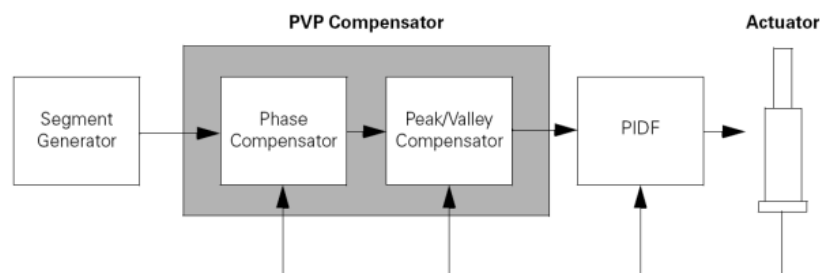 PVP Compensator
Actuator
Segment
Generator
Phase
Compensator
Peak/Valley
Compensator
PIDF